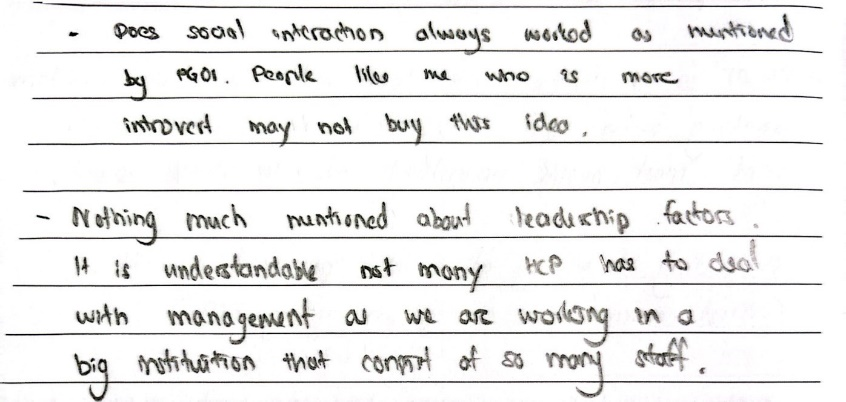 - Does social interaction always worked as mentioned
by PG01. People like me who is more
introvert may not buy this idea.
- Nothing much mentioned about leadership factors.
It is understandable not many HCP has to deal
with management as we are working in a
big instituition that consist of so many staff.